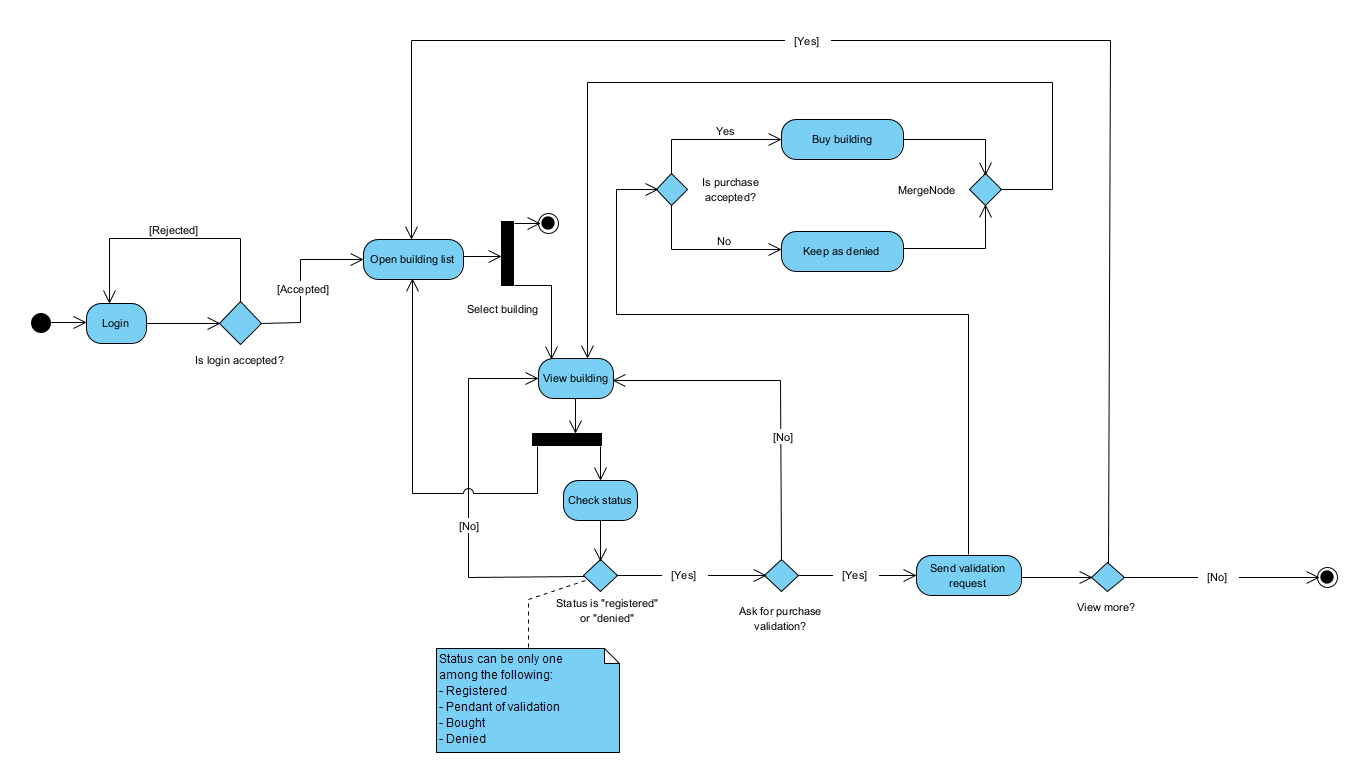 [Yes]
Yes
Buy building
Is purchase
accepted?
MergeNode
No
Keep as denied
[Rejected]
Open building list
[Accepted]
Select building
Login
Is login accepted?
View building
[No]
Check status
[No]
[Yes]
[Yes]
Send validation
request
[No]
Status is "registered"
or "denied"
Ask for purchase
validation?
View more?
Status can be only one
among the following:
- Registered
- Pendant of validation
- Bought
- Denied